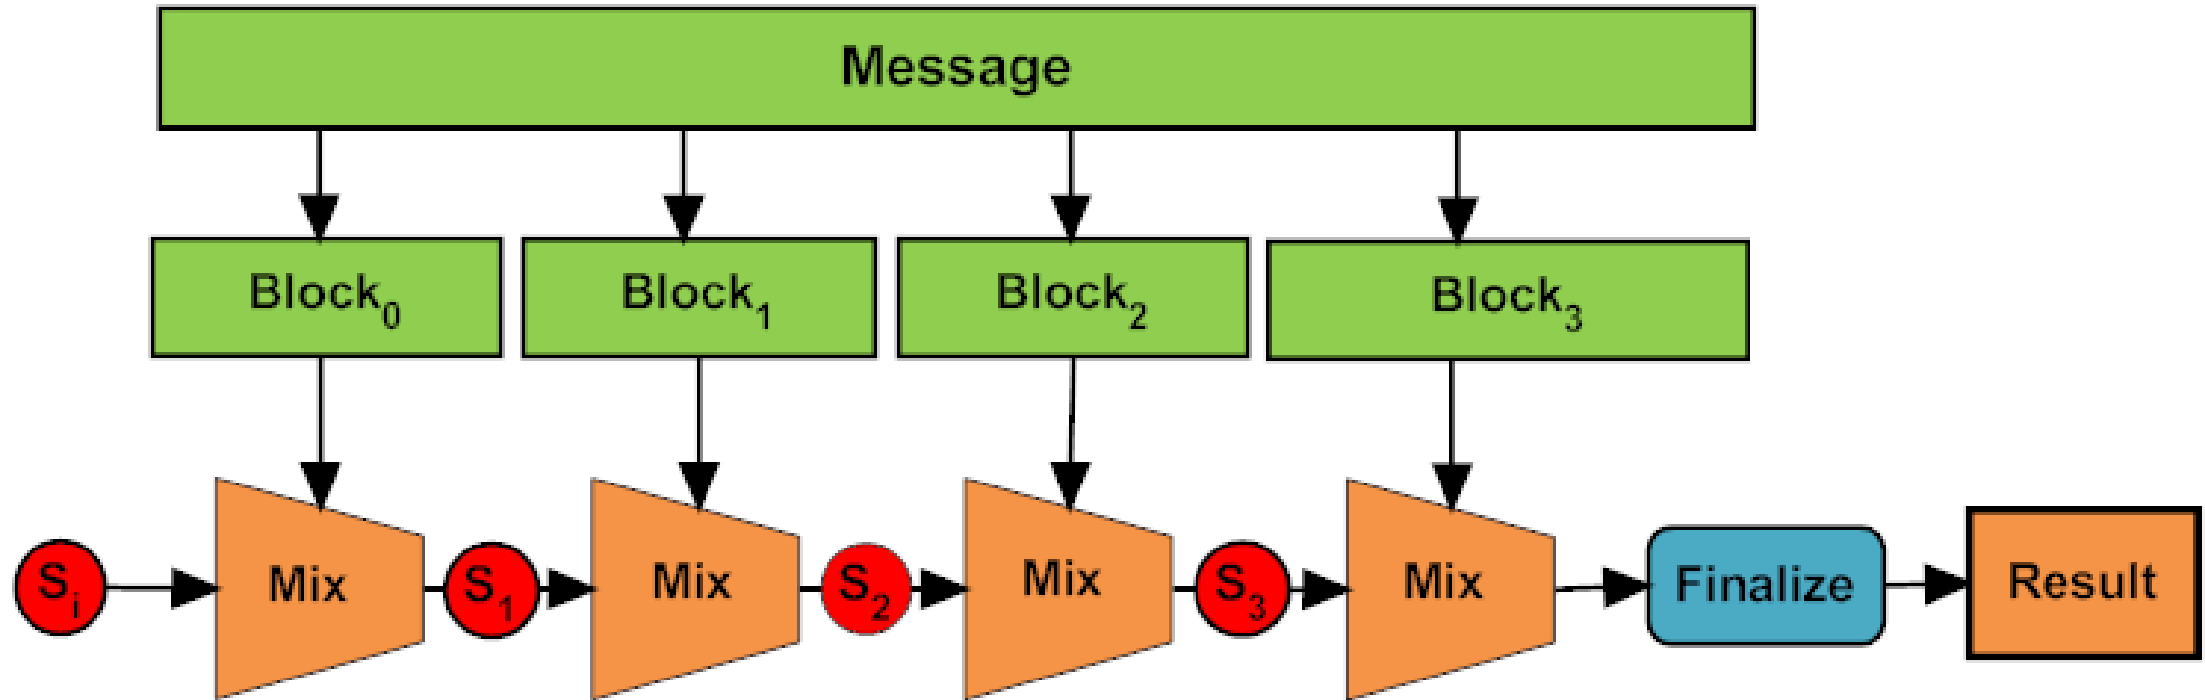 Message
Block₀ Block₁ Block₂ Block₃
Sᵢ Mix S₁ Mix S₂ Mix S₃ Mix Finalize Result